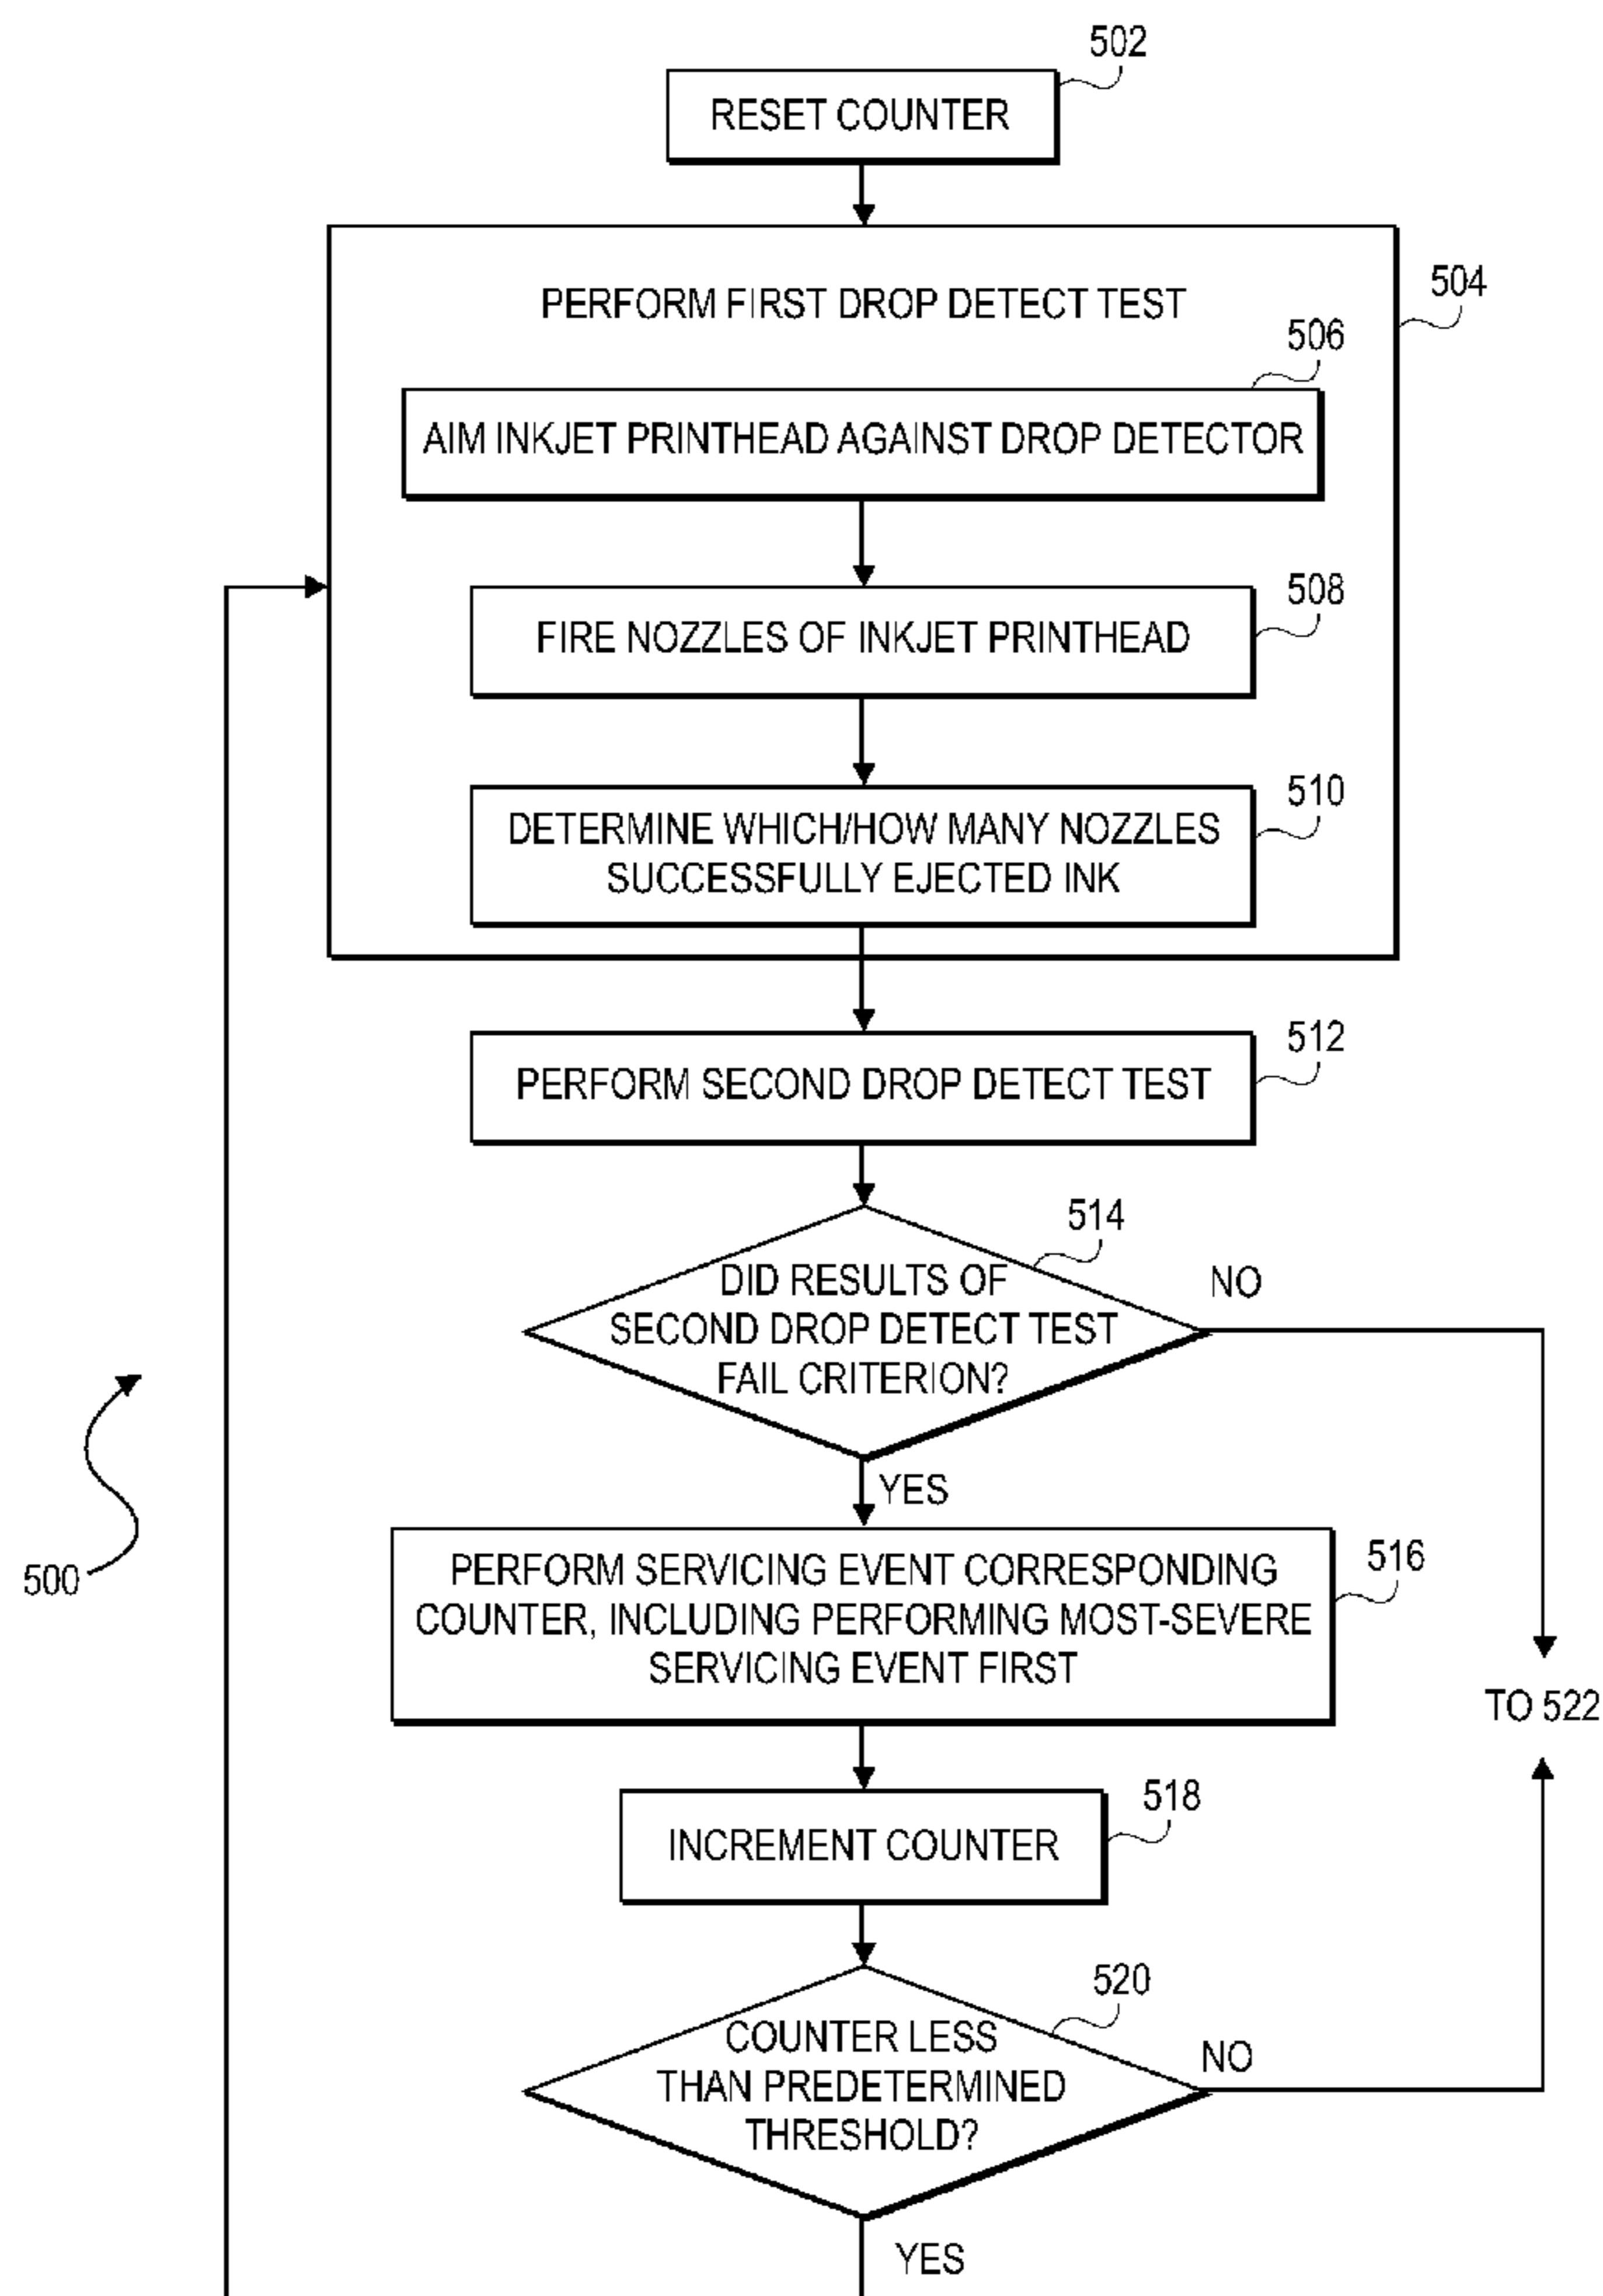 502
RESET COUNTER
504
PERFORM FIRST DROP DETECT TEST
506
AIM INKJET PRINTHEAD AGAINST DROP DETECTOR
508
FIRE NOZZLES OF INKJET PRINTHEAD
510
DETERMINE WHICH/HOW MANY NOZZLES
SUCCESSFULLY EJECTED INK
512
PERFORM SECOND DROP DETECT TEST
514
DID RESULTS OF
SECOND DROP DETECT TEST
FAIL CRITERION?
NO
YES
500
516
PERFORM SERVICING EVENT CORRESPONDING
COUNTER, INCLUDING PERFORMING MOST-SEVERE
SERVICING EVENT FIRST
TO 522
518
INCREMENT COUNTER
520
COUNTER LESS
THAN PREDETERMINED
THRESHOLD?
NO
YES